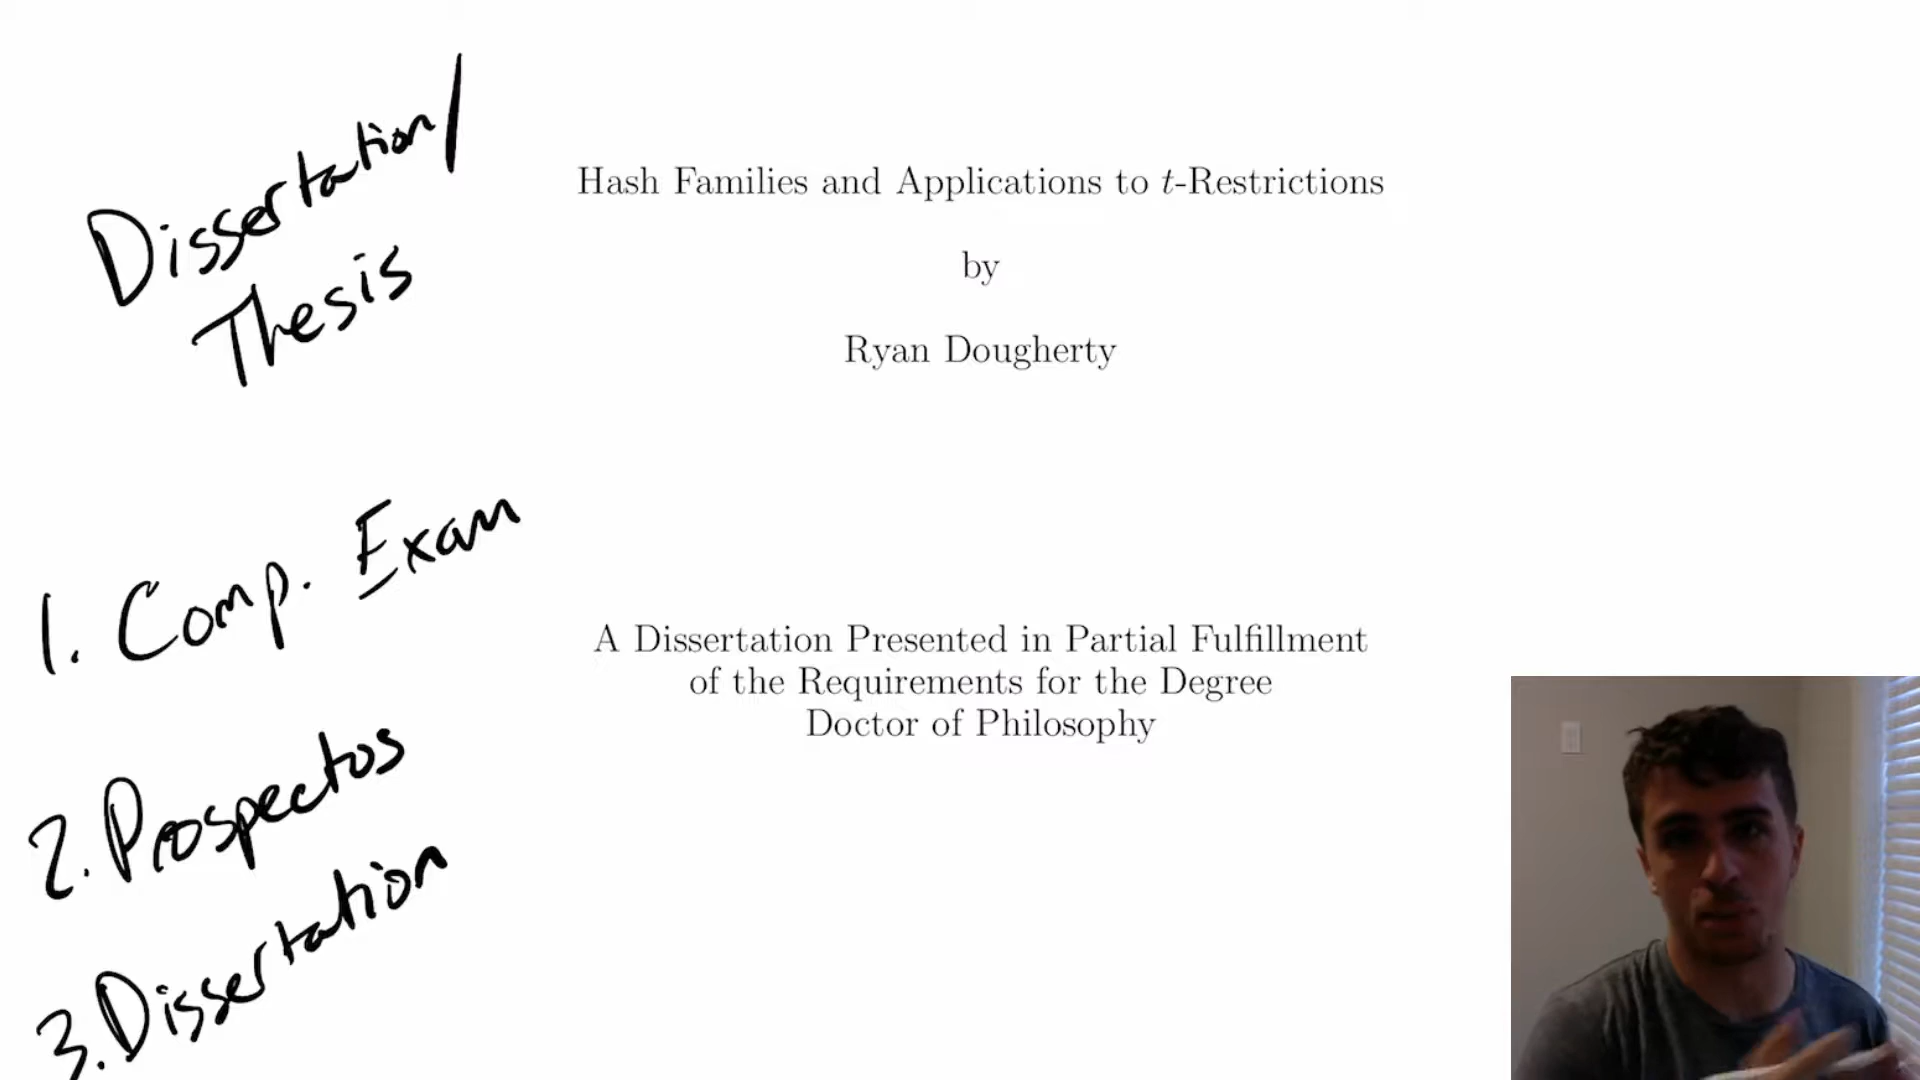 Dissertation/
Thesis
1. Comp. Exam
2. Prospectos
3. Dissertation
Hash Families and Applications to t-Restrictions
by
Ryan Dougherty
A Dissertation Presented in Partial Fulfillment
of the Requirements for the Degree
Doctor of Philosophy